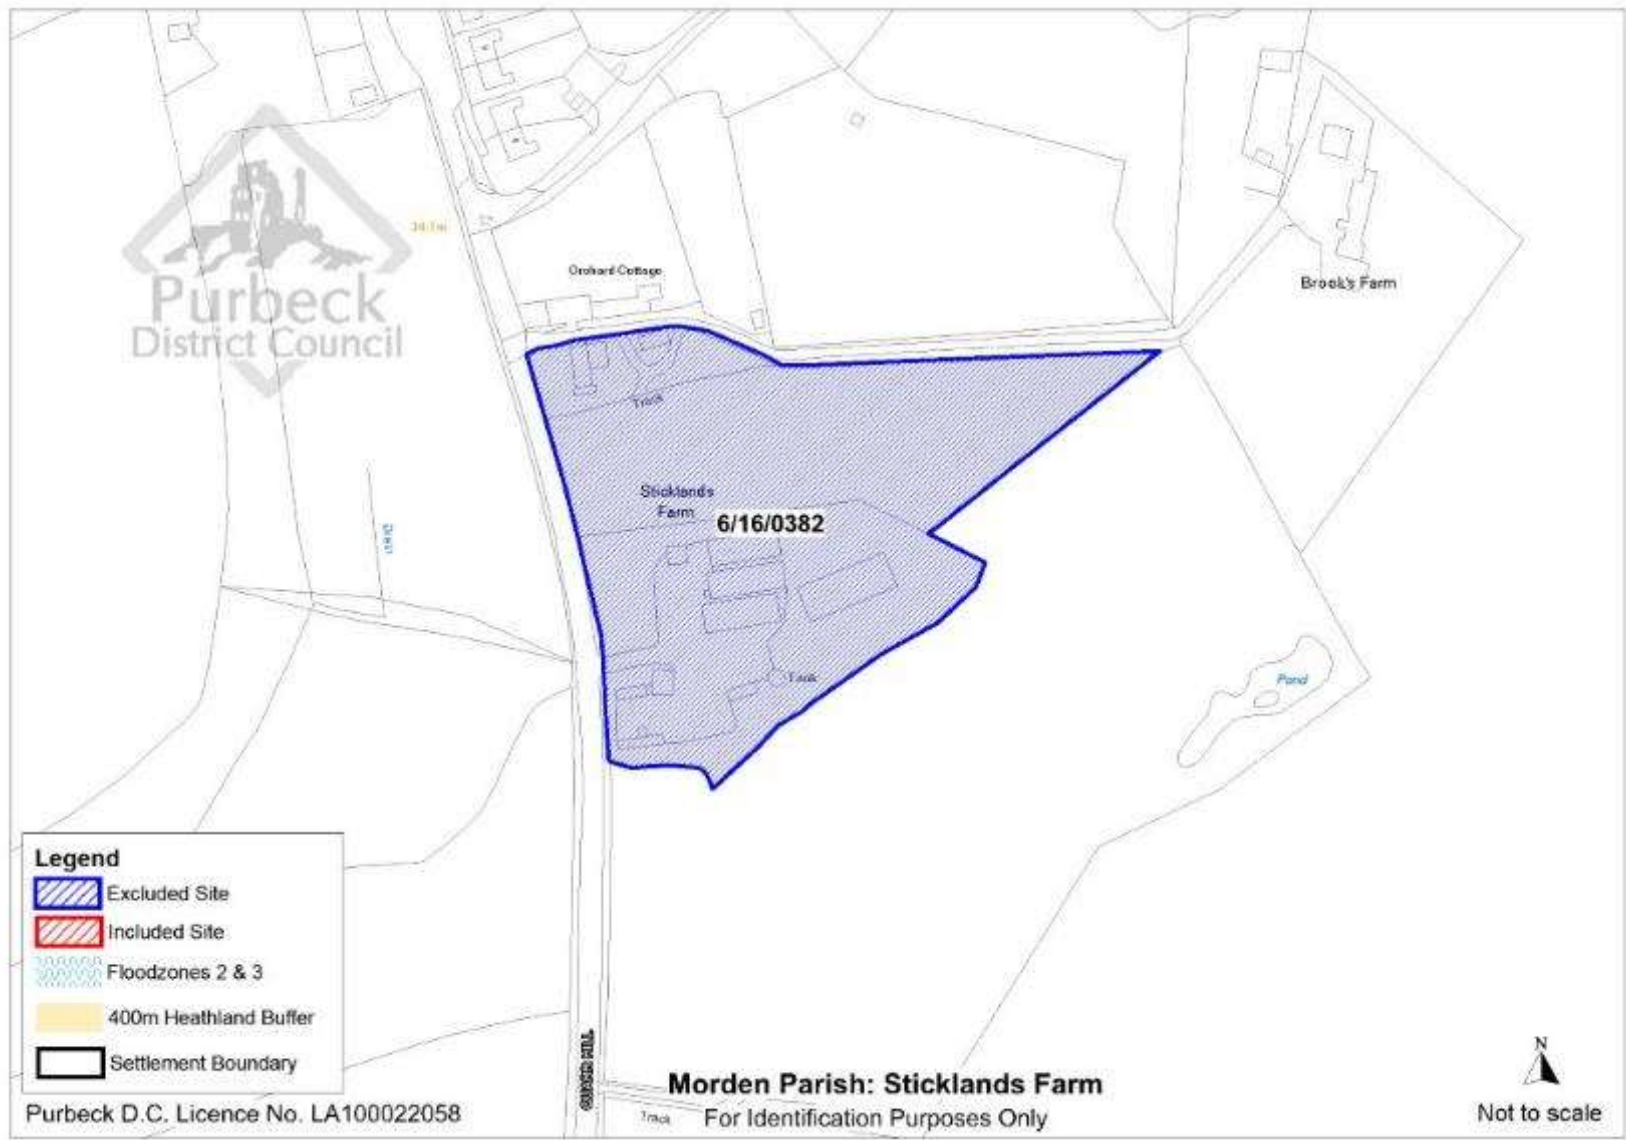 Purbeck
District Council
Orchard Cottage
Brook's Farm
Track
Sticklands
Farm
6/16/0382
Drain
Tank
Pond
Legend
Excluded Site
Included Site
Floodzones 2 & 3
400m Heathland Buffer
Settlement Boundary
Purbeck D.C. Licence No. LA100022058
Morden Parish: Sticklands Farm
For Identification Purposes Only
Track
N
Not to scale